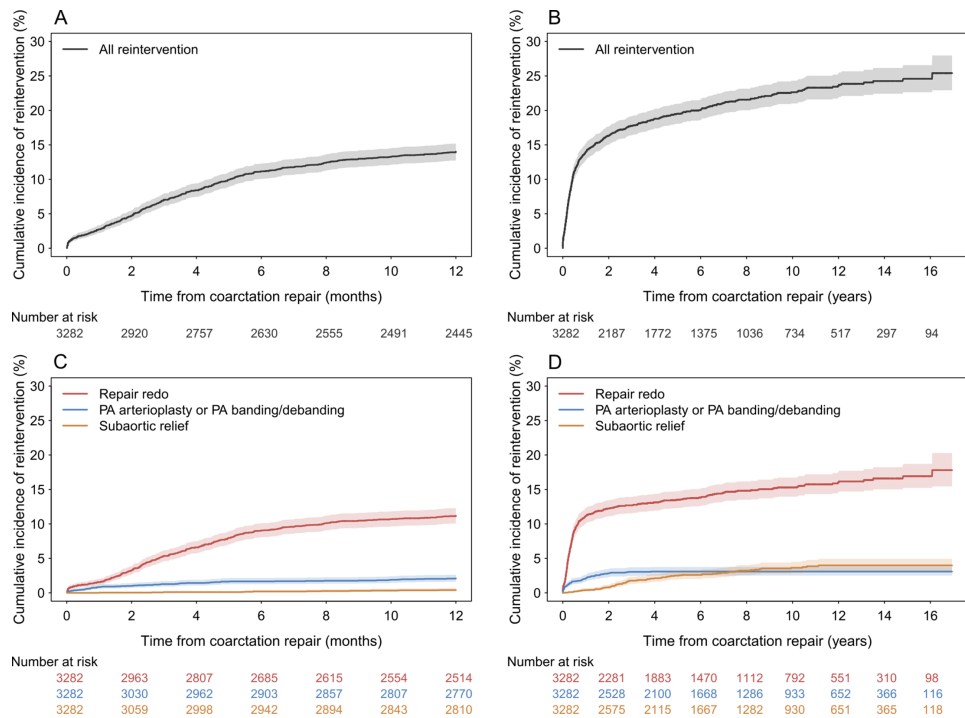 A
Cumulative incidence of reintervention (%)
30
25
20
15
10
5
0
All reintervention
0 2 4 6 8 10 12
Time from coarctation repair (months)
Number at risk
3282 2920 2757 2630 2555 2491 2445
B
Cumulative incidence of reintervention (%)
30
25
20
15
10
5
0
All reintervention
0 2 4 6 8 10 12 14 16
Time from coarctation repair (years)
Number at risk
3282 2187 1772 1375 1036 734 517 297 94
C
Cumulative incidence of reintervention (%)
30
25
20
15
10
5
0
Repair redo
PA arterioplasty or PA banding/debanding
Subaortic relief
0 2 4 6 8 10 12
Time from coarctation repair (months)
Number at risk
3282 2963 2807 2685 2615 2554 2514
3282 3030 2962 2903 2857 2807 2770
3282 3059 2998 2942 2894 2843 2810
D
Cumulative incidence of reintervention (%)
30
25
20
15
10
5
0
Repair redo
PA arterioplasty or PA banding/debanding
Subaortic relief
0 2 4 6 8 10 12 14 16
Time from coarctation repair (years)
Number at risk
3282 2281 1883 1470 1112 792 551 310 98
3282 2528 2100 1668 1286 933 652 366 116
3282 2575 2115 1667 1282 930 651 365 118